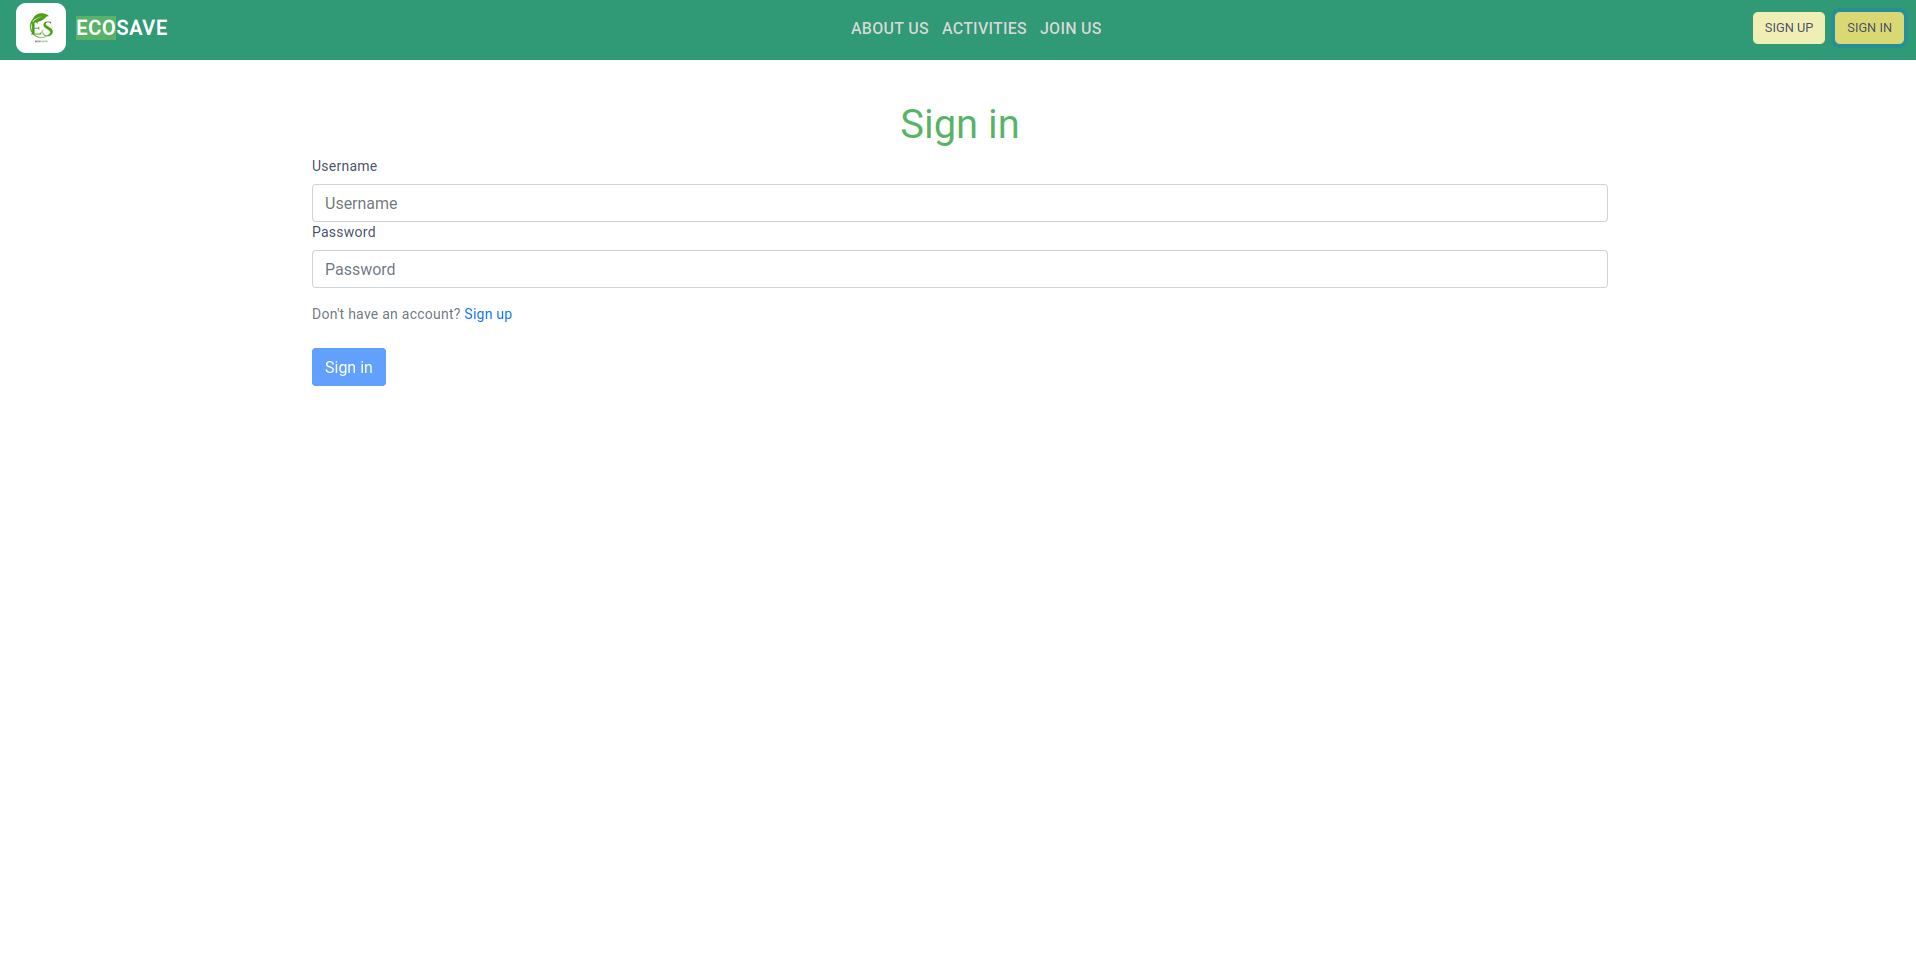 ES
ECOSAVE
ABOUT US ACTIVITIES JOIN US
SIGN UP SIGN IN
Sign in
Username
Username
Password
Password
Don't have an account? Sign up
Sign in